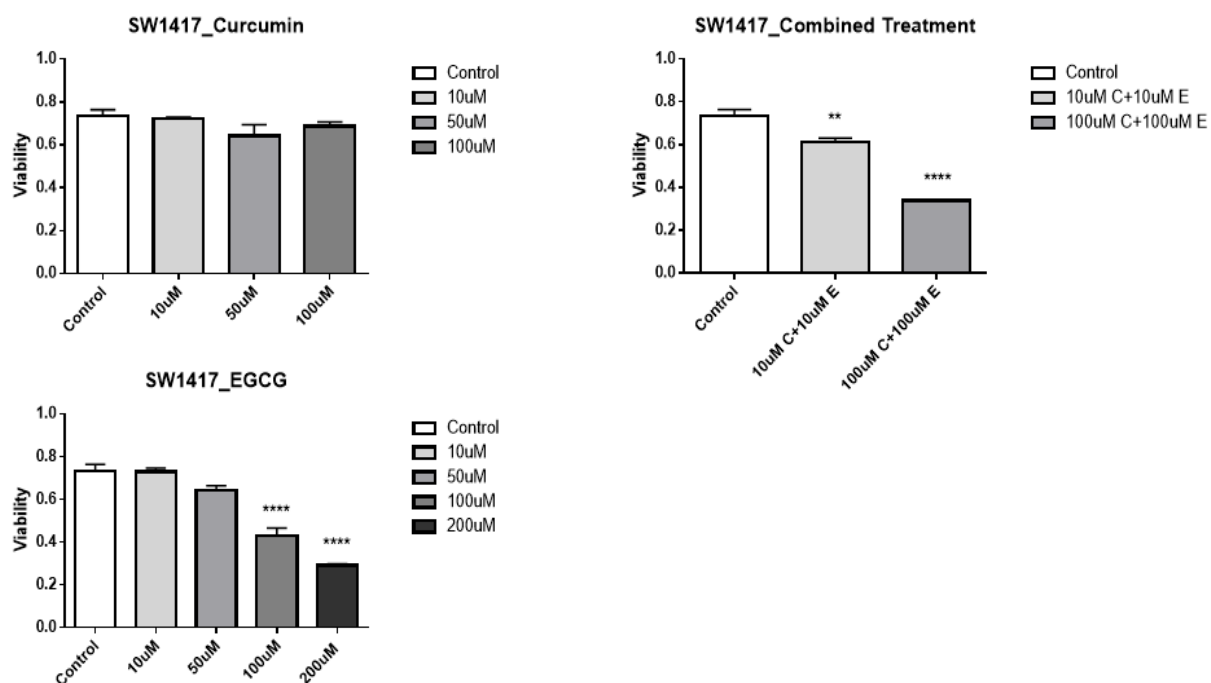 SW1417_Curcumin
Viability
1.0
0.8
0.6
0.4
0.2
0.0
Control
10uM
50uM
100uM
Control
10uM
50uM
100uM
SW1417_Combined Treatment
Viability
1.0
0.8
0.6
0.4
0.2
0.0
**
****
Control
10uM C+10uM E
100uM C+100uM E
Control
10uM C+10uM E
100uM C+100uM E
SW1417_EGCG
Viability
1.0
0.8
0.6
0.4
0.2
0.0
****
****
Control
10uM
50uM
100uM
200uM
Control
10uM
50uM
100uM
200uM